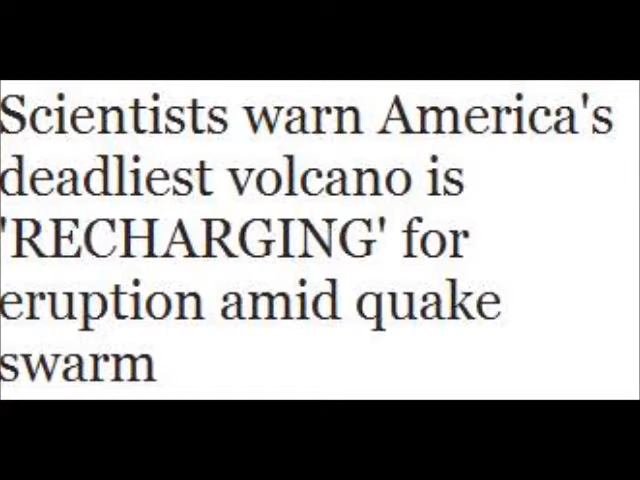 Scientists warn America's
deadliest volcano is
'RECHARGING' for
eruption amid quake
swarm